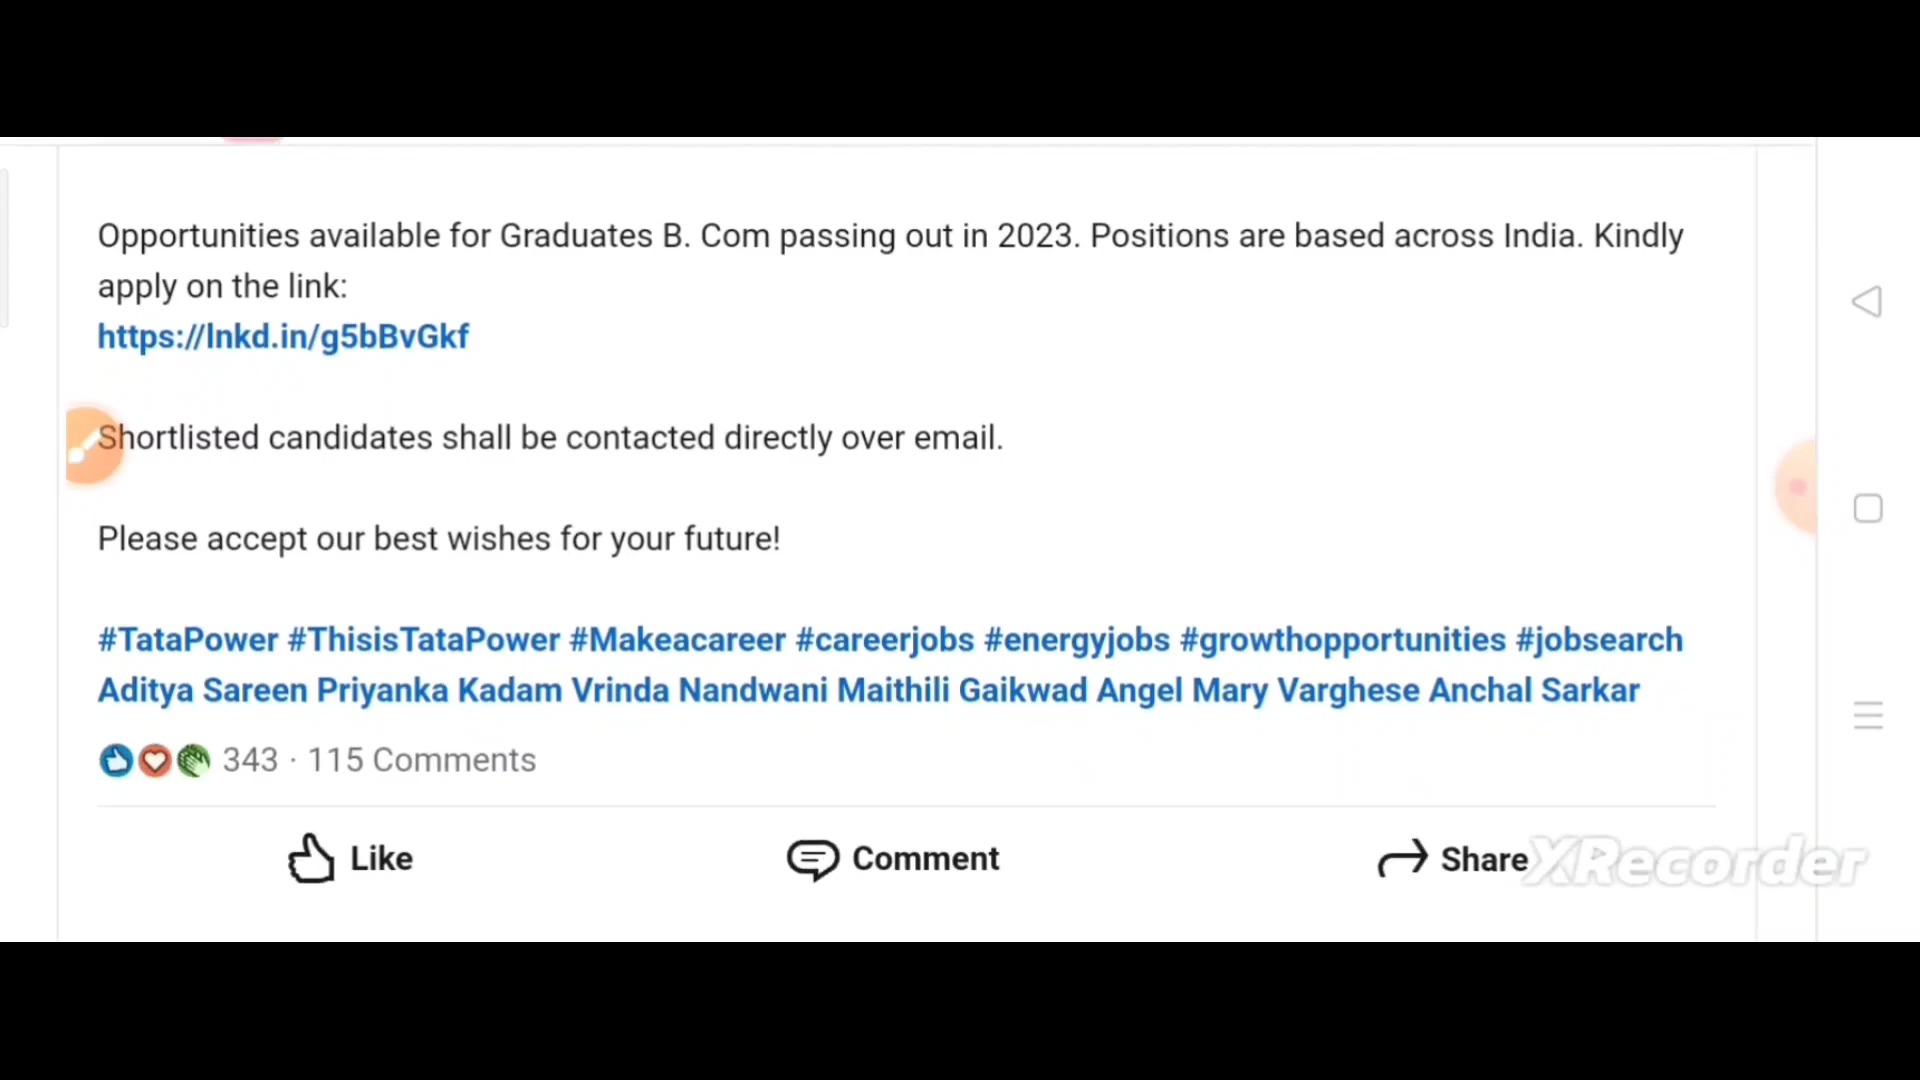 Opportunities available for Graduates B. Com passing out in 2023. Positions are based across India. Kindly
apply on the link:
https://lnkd.in/g5bBvGkf
Shortlisted candidates shall be contacted directly over email.
Please accept our best wishes for your future!
#TataPower #ThisisTataPower #Makeacareer #careerjobs #energyjobs #growthopportunities #jobsearch
Aditya Sareen Priyanka Kadam Vrinda Nandwani Maithili Gaikwad Angel Mary Varghese Anchal Sarkar
343 · 115 Comments
Like Comment Share XRecorder